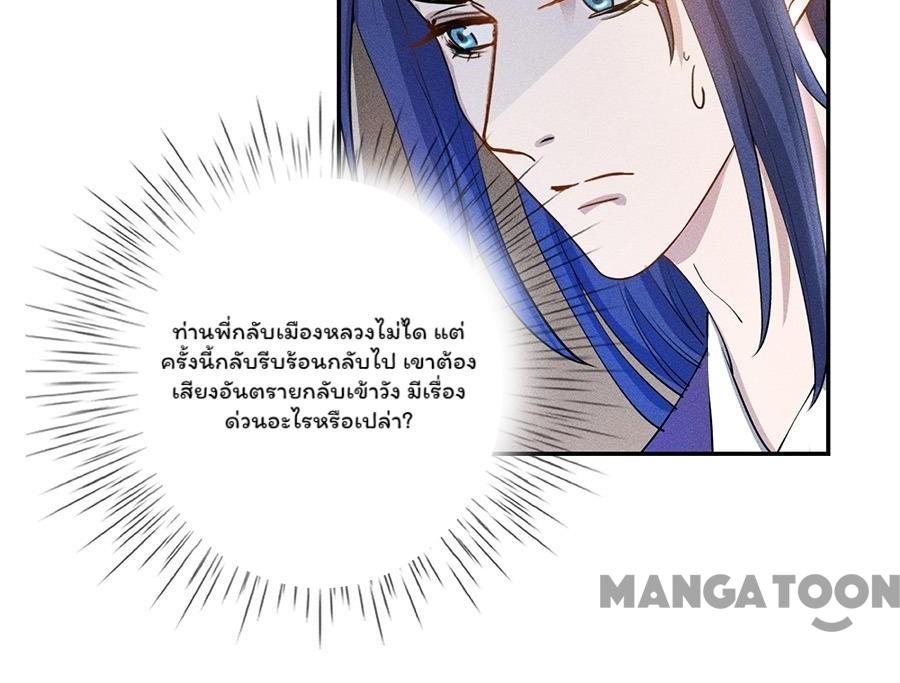 ท่านพี่กลับเมืองหลวงไม่ได แต่
ครั้งนี้กลับรีบร้อนกลับไป เขาต้อง
เสียงอันตรายกลับเข้าวัง มีเรื่อง
ด่วนอะไรหรือเปล่า?
MANGATOON